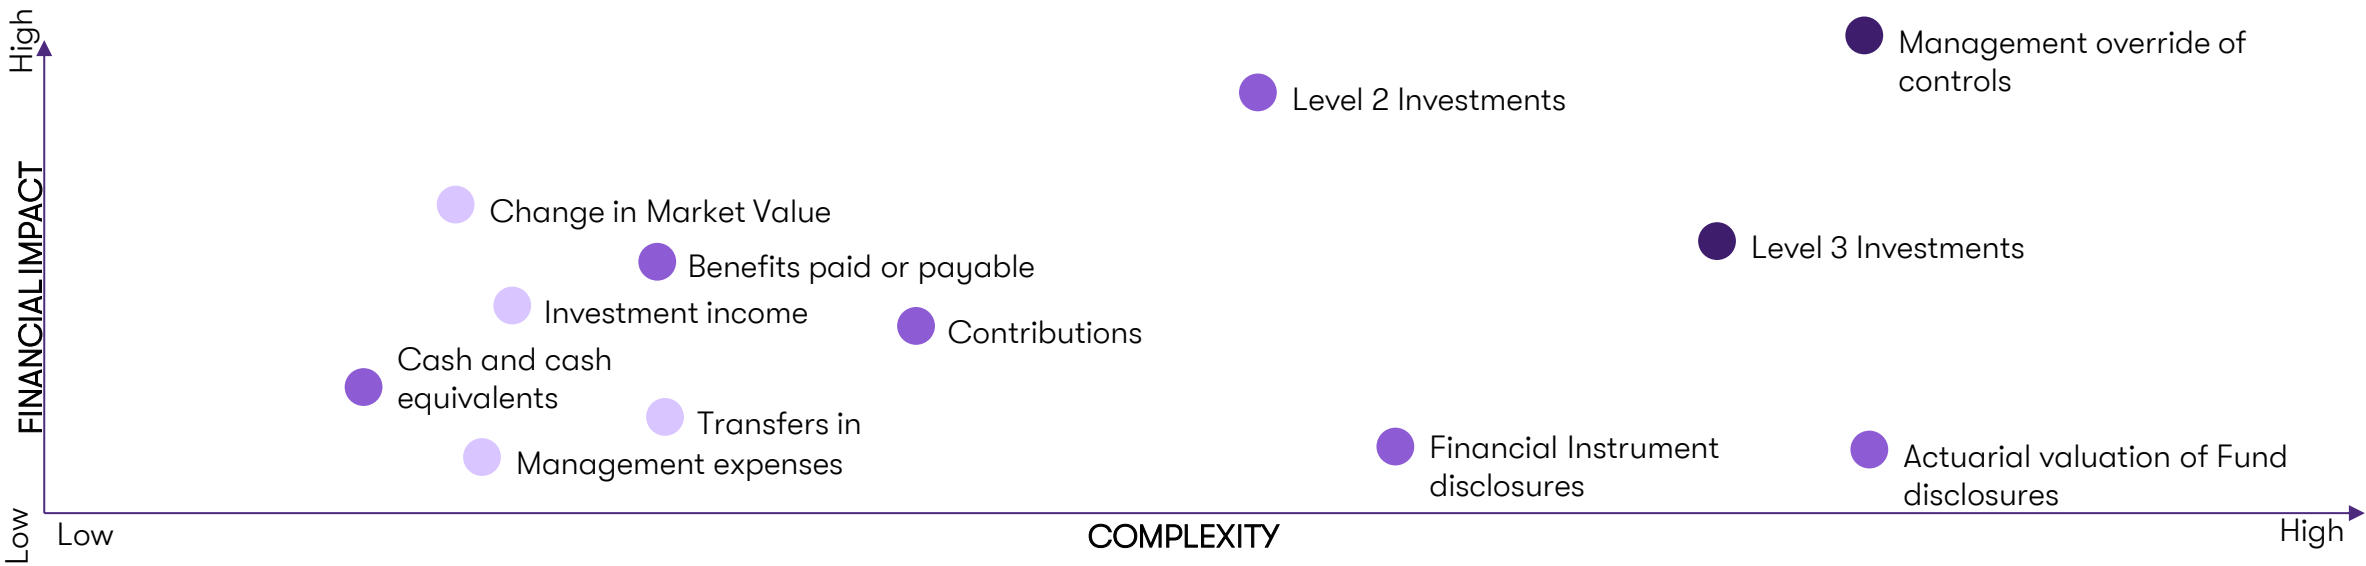 High
Management override of
controls
Level 2 Investments
FINANCIAL IMPACT
Change in Market Value
Level 3 Investments
Benefits paid or payable
Investment income
Contributions
Cash and cash
equivalents
Transfers in
Financial Instrument
disclosures
Actuarial valuation of Fund
disclosures
Management expenses
Low
Low
COMPLEXITY
High